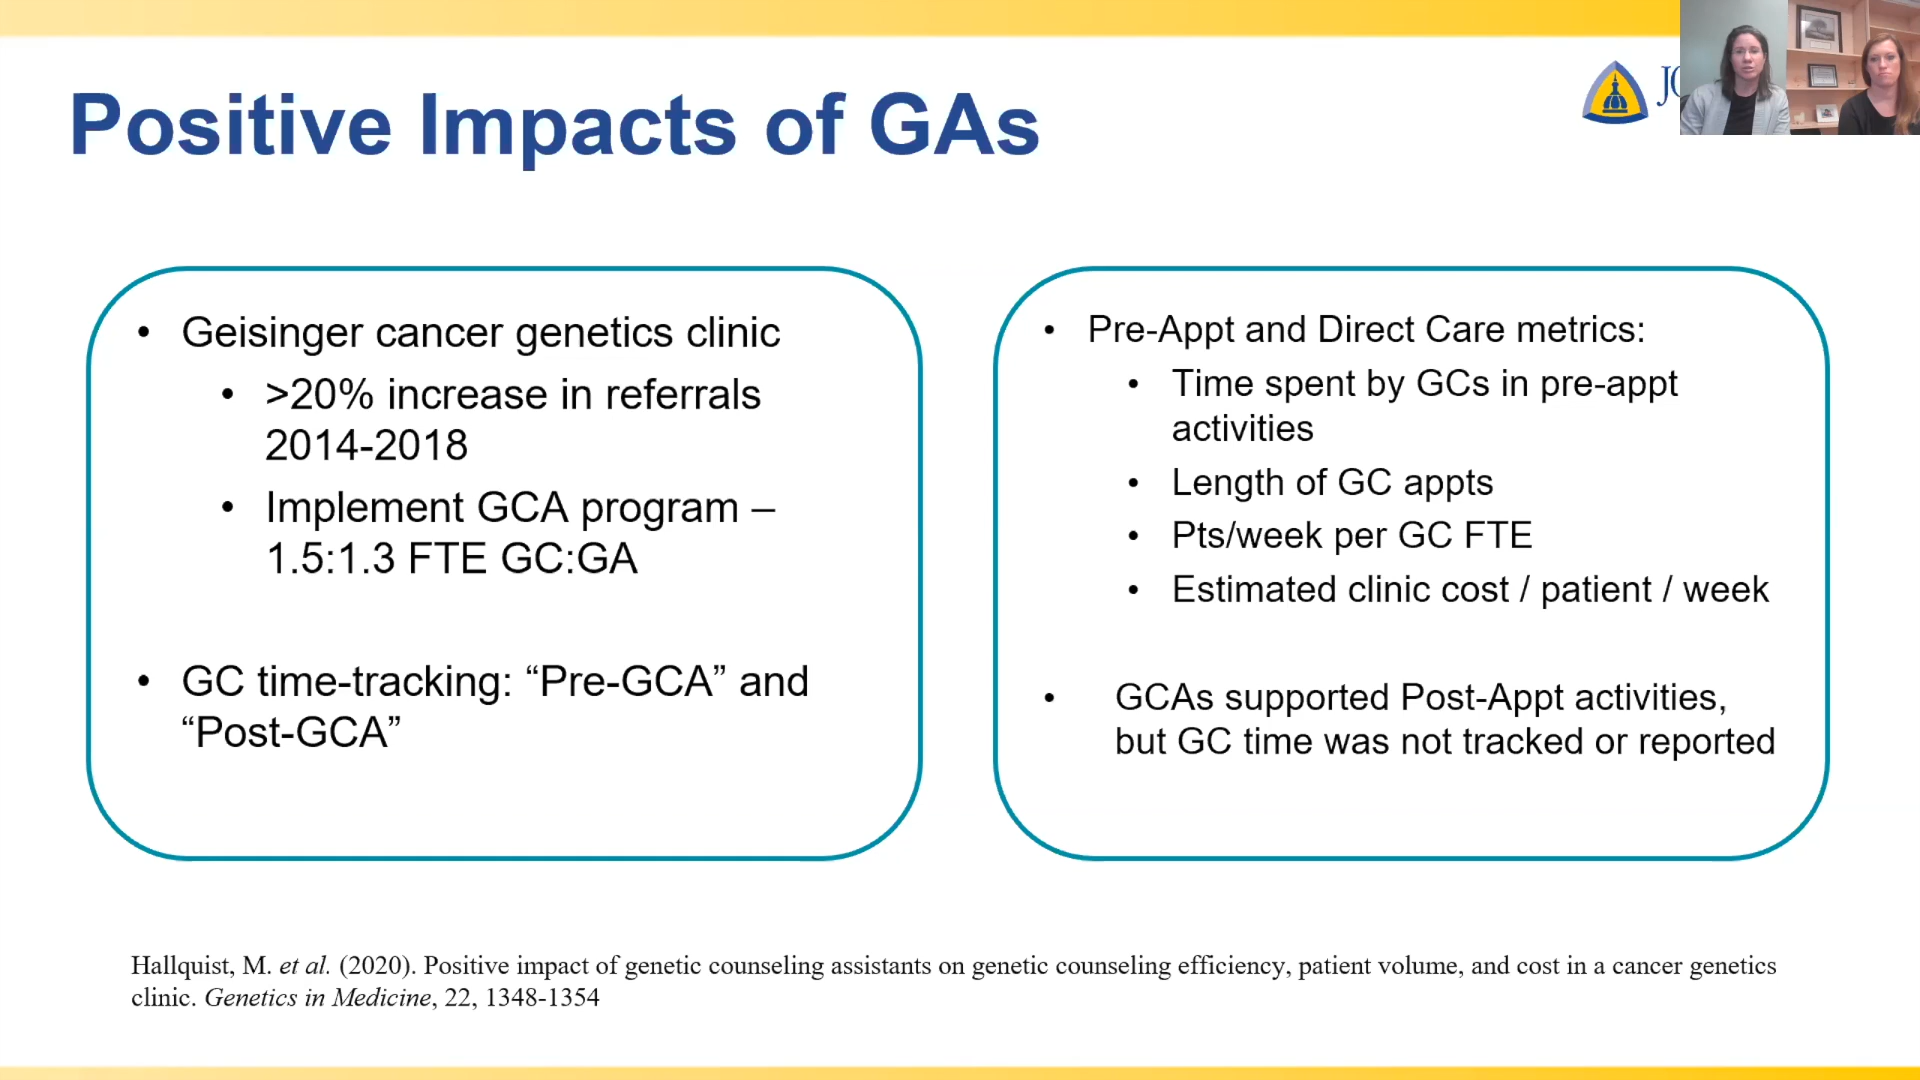 Positive Impacts of GAs
• Geisinger cancer genetics clinic
• >20% increase in referrals
2014-2018
• Implement GCA program –
1.5:1.3 FTE GC:GA
• GC time-tracking: “Pre-GCA” and
“Post-GCA”
• Pre-Appt and Direct Care metrics:
• Time spent by GCs in pre-appt
activities
• Length of GC appts
• Pts/week per GC FTE
• Estimated clinic cost / patient / week
• GCAs supported Post-Appt activities,
but GC time was not tracked or reported
Hallquist, M. et al. (2020). Positive impact of genetic counseling assistants on genetic counseling efficiency, patient volume, and cost in a cancer genetics
clinic. Genetics in Medicine, 22, 1348-1354